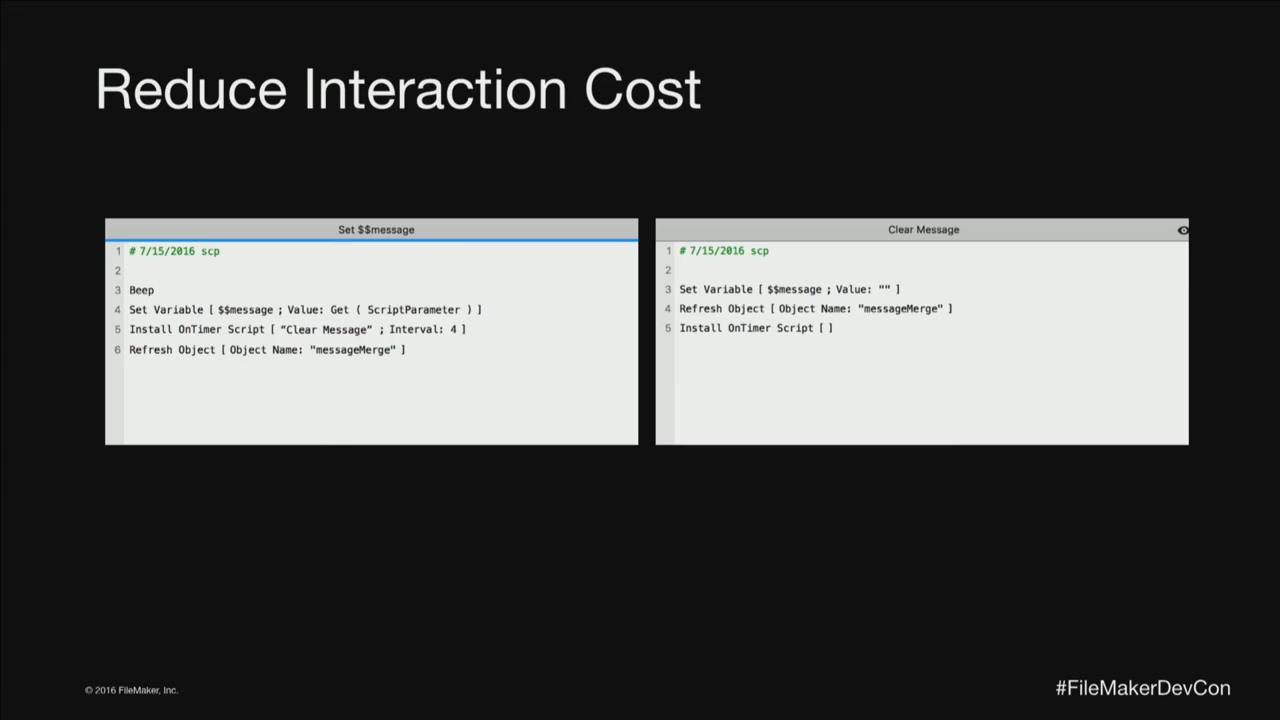 Reduce Interaction Cost
Set $$message
1 # 7/15/2016 scp
2
3 Beep
4 Set Variable [ $$message ; Value: Get ( ScriptParameter ) ]
5 Install OnTimer Script [ “Clear Message” ; Interval: 4 ]
6 Refresh Object [ Object Name: "messageMerge" ]
Clear Message
1 # 7/15/2016 scp
2
3 Set Variable [ $$message ; Value: "" ]
4 Refresh Object [ Object Name: "messageMerge" ]
5 Install OnTimer Script [ ]
© 2016 FileMaker, Inc.
#FileMakerDevCon